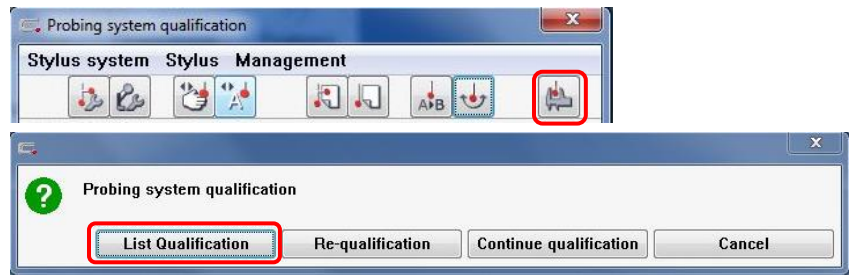 Probing system qualification
Stylus system Stylus Management
A A▸B
Probing system qualification
List Qualification Re-qualification Continue qualification Cancel